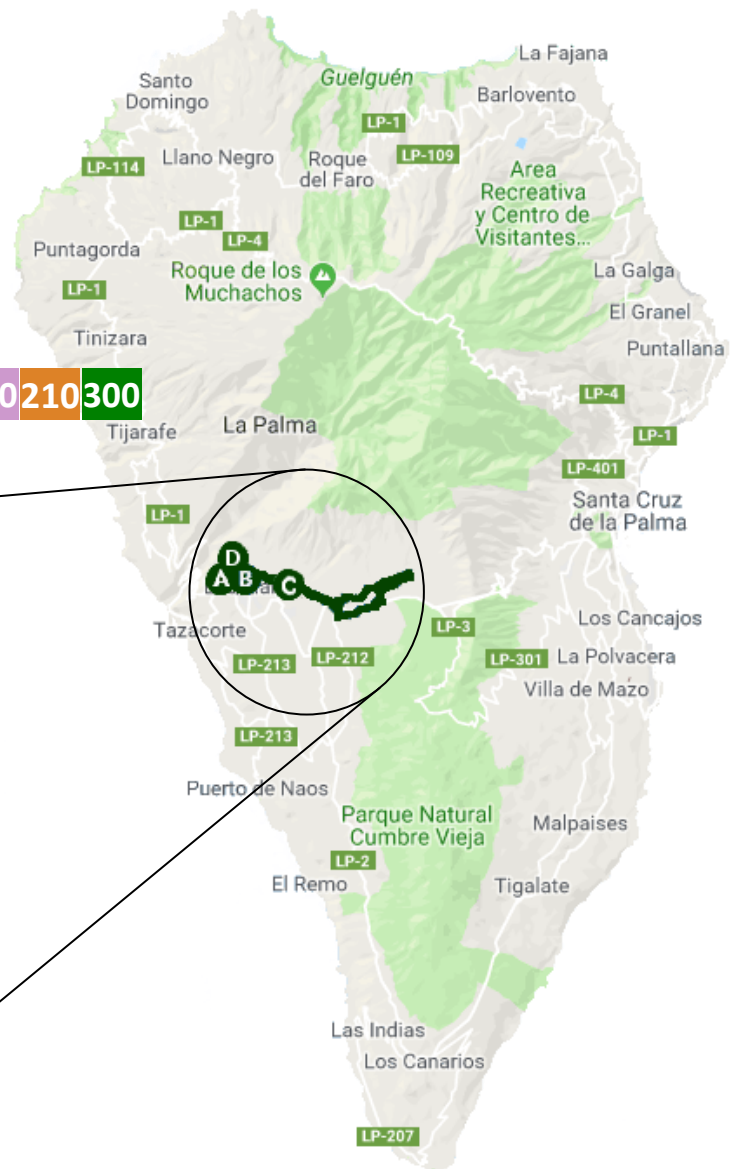 La Fajana
Santo
Domingo
Guelguén
Barlovento
LP-1
LP-109
LP-114
Llano Negro
Roque
del Faro
Area
Recreativa
y Centro de
Visitantes...
LP-1
LP-4
Puntagorda
Roque de los
Muchachos
La Galga
LP-1
El Granel
Tinizara
Puntallana
0 210 300
LP-4
Tijarafe
La Palma
LP-1
LP-401
Santa Cruz
de la Palma
LP-1
D
A B C
Tazacorte
LP-3
Los Cancajos
LP-213
LP-212
LP-301
La Polvacera
Villa de Mazo
LP-213
Puerto de Naos
Parque Natural
Cumbre Vieja
Malpaises
LP-2
El Remo
Tigalate
Las Indias
Los Canarios
LP-207